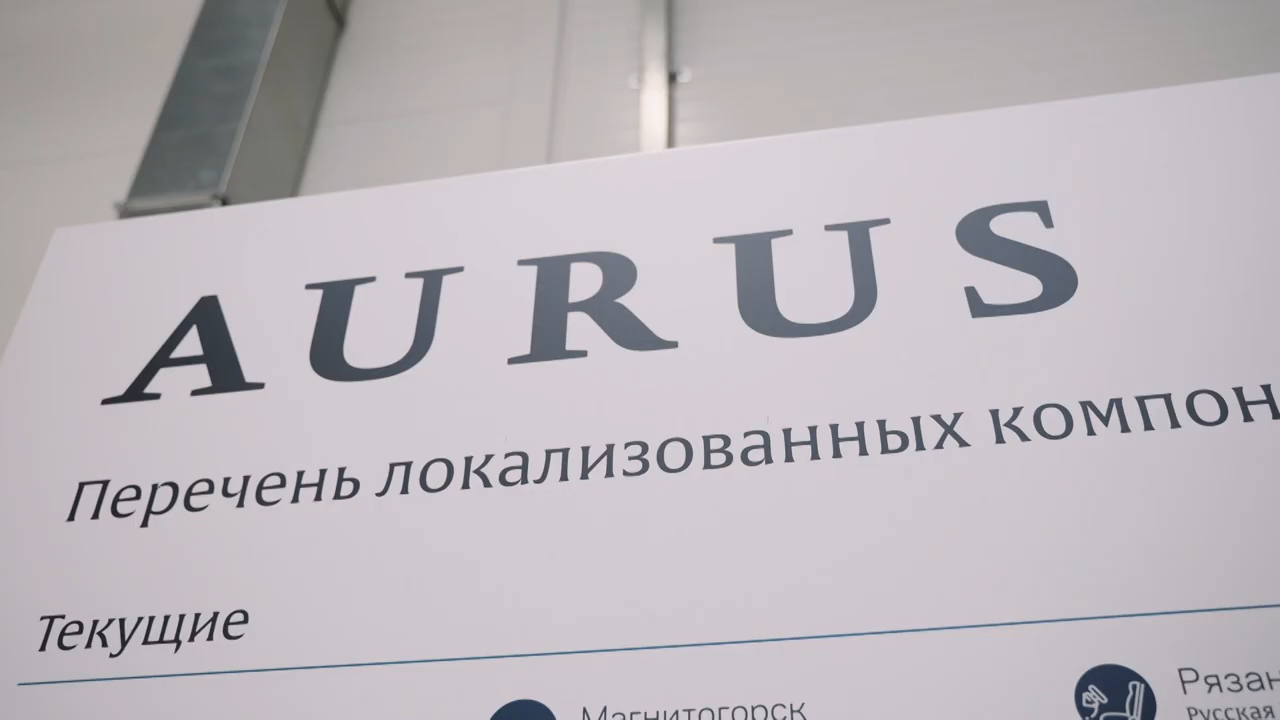 AURUS
Перечень локализованных компон
Текущие
Магнитогорск
Рязан
Русская